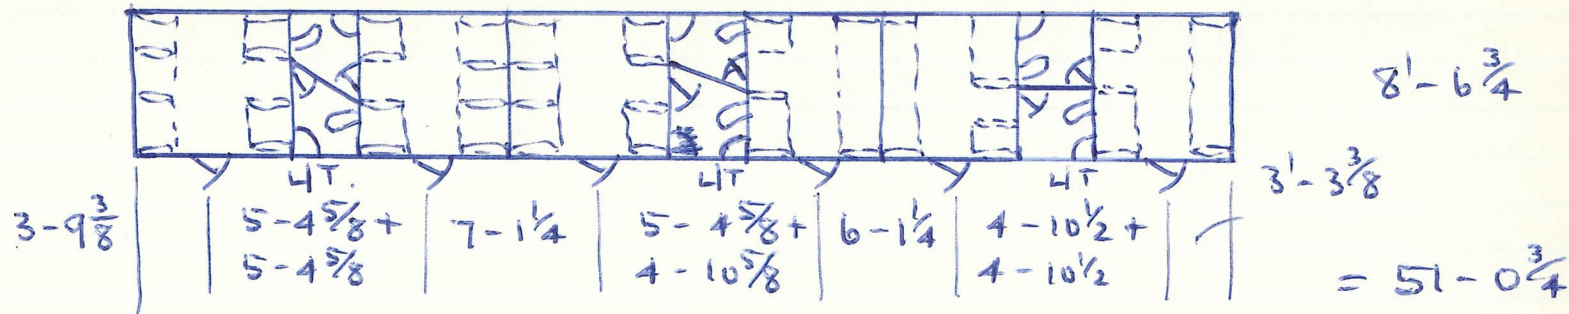 8' - 6 3/4
4T. 4T 4T 3' - 3 3/8
3 - 9 3/8 5 - 4 5/8 + 7 - 1 1/4 5 - 4 5/8 + 6 - 1 1/4 4 - 10 1/2 +
5 - 4 5/8 4 - 10 5/8 4 - 10 1/2
= 51 - 0 3/4